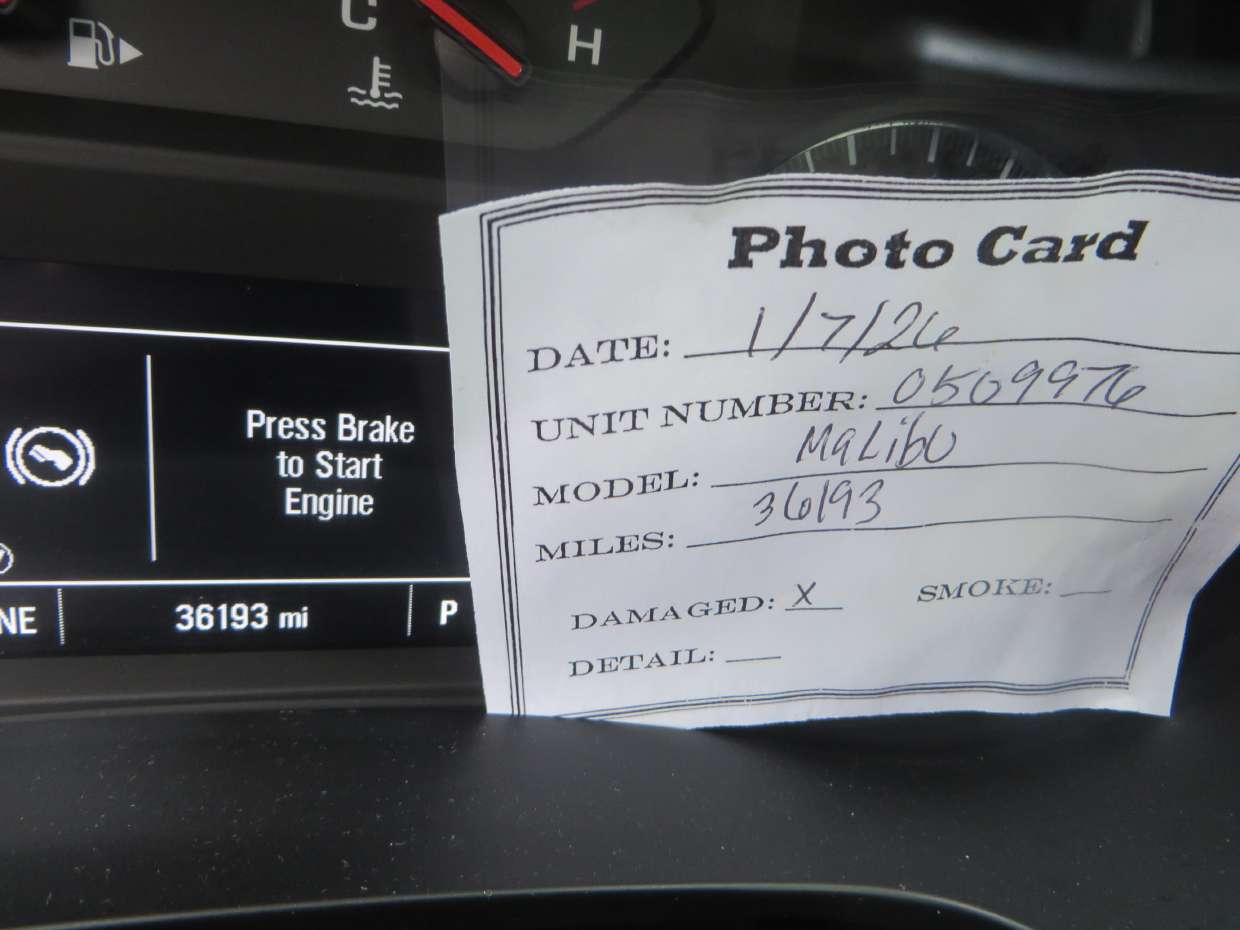 C
H
Press Brake
to Start
Engine
NE
36193 mi
P
Photo Card
DATE: 1/7/26
UNIT NUMBER: 0509976
MODEL: MaLibU
MILES: 36193
DAMAGED: X SMOKE:
DETAIL: